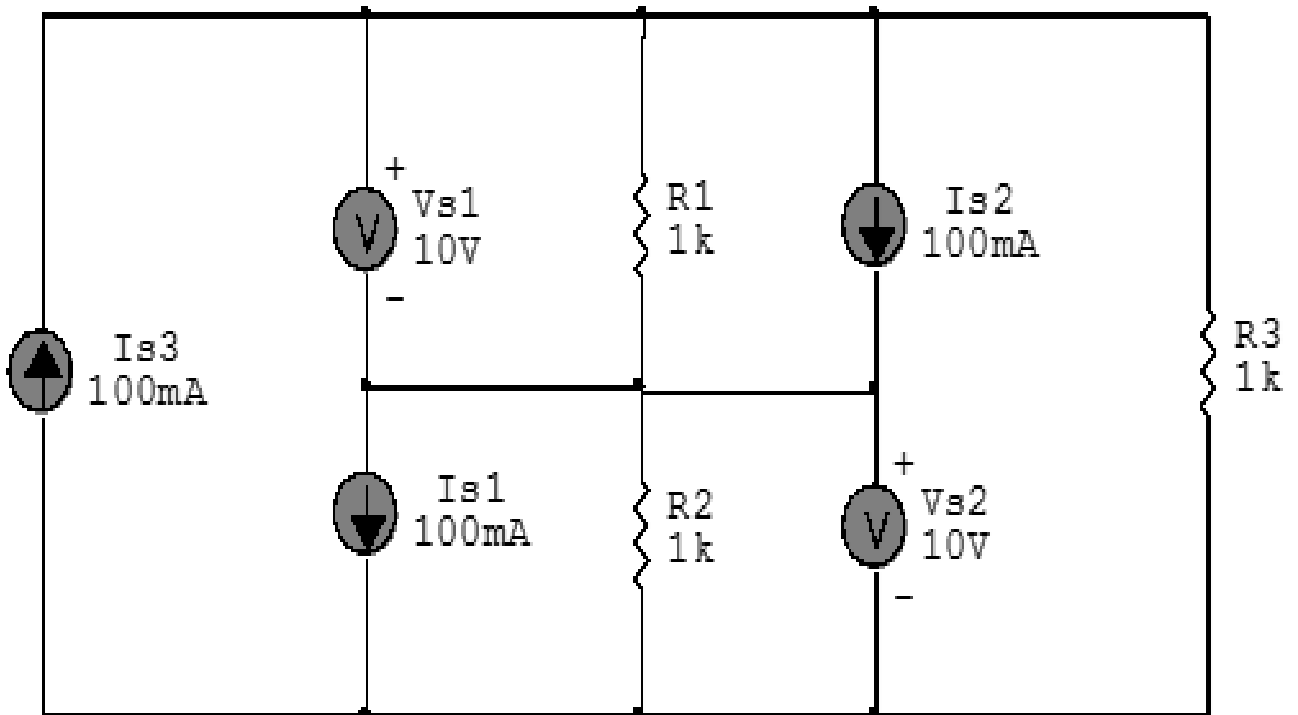 +
Vs1
10V
V
-
R1
1k
Is2
100mA
Is3
100mA
R3
1k
Is1
100mA
R2
1k
+
Vs2
10V
V
-